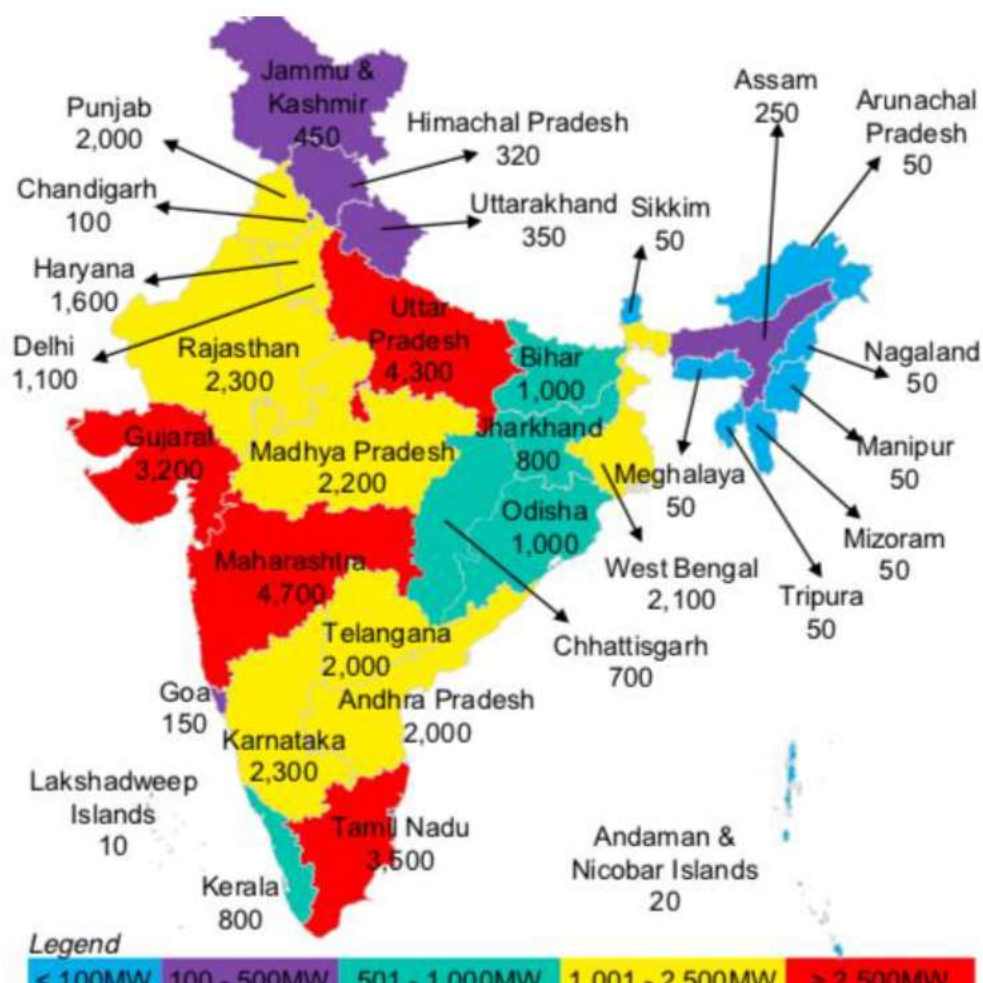 Jammu &
Kashmir
450
Punjab
2,000
Himachal Pradesh
320
Chandigarh
100
Uttarakhand
350
Haryana
1,600
Delhi
1,100
Sikkim
50
Assam
250
Arunachal
Pradesh
50
Uttar
Pradesh
4,300
Rajasthan
2,300
Bihar
1,000
Nagaland
50
Gujarat
3,200
Madhya Pradesh
2,200
Jharkhand
800
Meghalaya
50
Manipur
50
Odisha
1,000
Mizoram
50
Maharashtra
4,700
West Bengal
2,100
Tripura
50
Telangana
2,000
Chhattisgarh
700
Goa
150
Andhra Pradesh
2,000
Karnataka
2,300
Lakshadweep
Islands
10
Tamil Nadu
3,500
Andaman &
Nicobar Islands
20
Kerala
800
Legend
< 100MW 100 - 500MW 501 - 1,000MW 1,001 - 2,500MW > 2,500MW